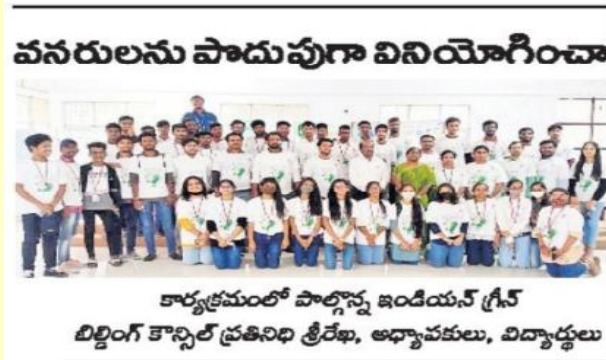 వనరులను పొదుపుగా వినియోగించా
కార్యక్రమంలో పాల్గొన్న ఇండియన్ గ్రీన్
బిల్డింగ్ కౌన్సిల్ ప్రతినిధి శ్రీరేఖ, అధ్యాపకులు, విద్యార్థులు